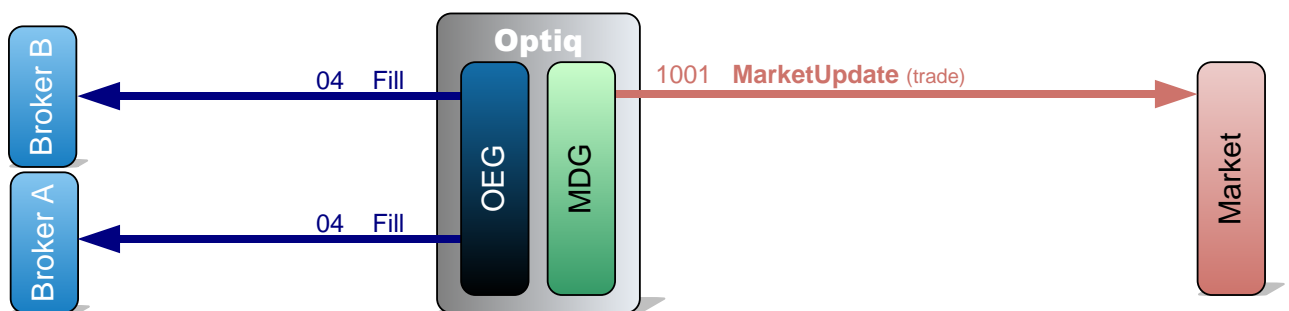 Optiq
Broker B
04 Fill
1001 MarketUpdate (trade)
OEG
MDG
Market
Broker A
04 Fill